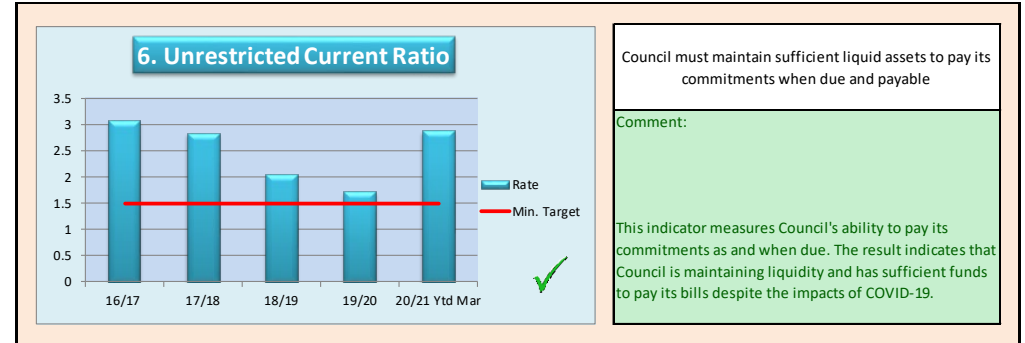 6. Unrestricted Current Ratio
3.5
3
2.5
2
1.5
1
0.5
0
16/17 17/18 18/19 19/20 20/21 Ytd Mar
Rate
Min. Target
Council must maintain sufficient liquid assets to pay its
commitments when due and payable
Comment:
This indicator measures Council's ability to pay its
commitments as and when due. The result indicates that
Council is maintaining liquidity and has sufficient funds
to pay its bills despite the impacts of COVID-19.